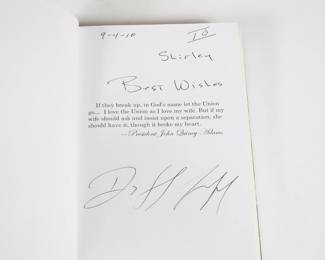 9-4-10
To
Shirley
Best Wishes
If they break up, in God's name let the Union
go... I love the Union as I love my wife. But if my
wife should ask and insist upon a separation, she
should have it, though it broke my heart.
—President John Quincy Adams